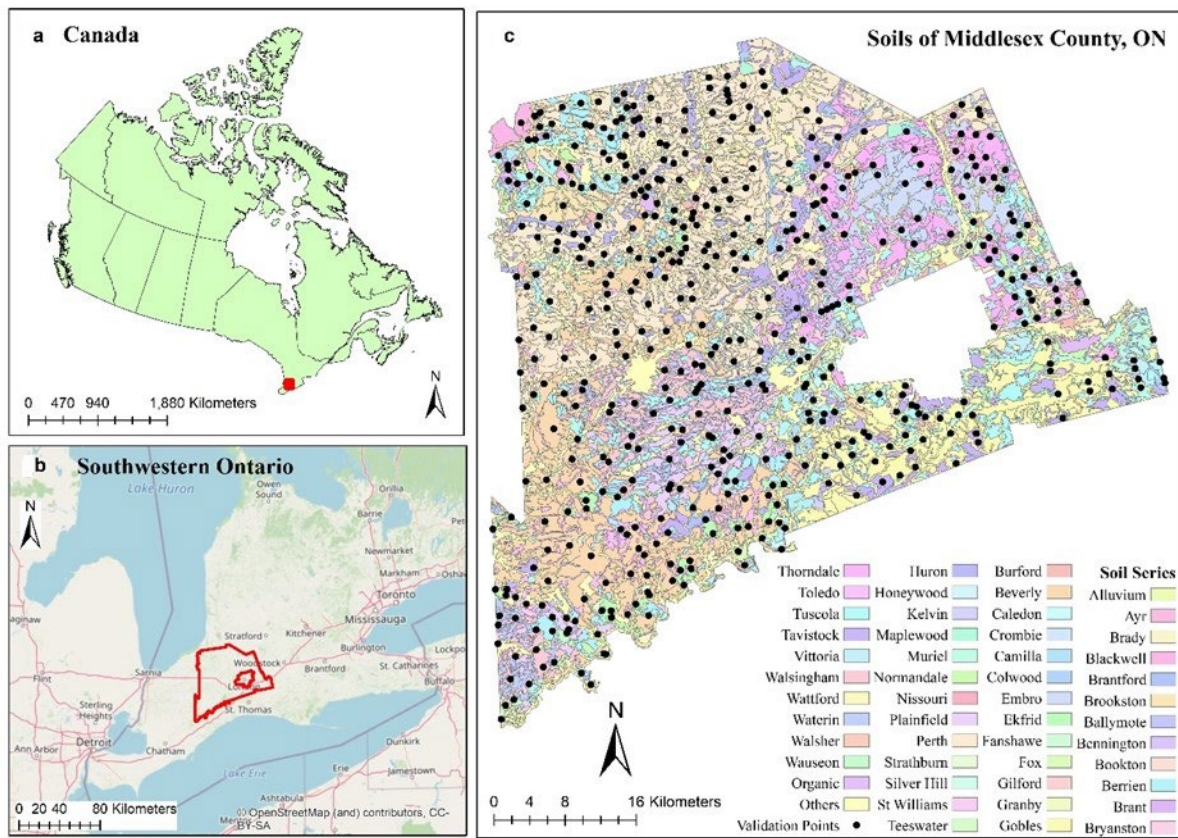 a Canada
N
0 470 940 1,880 Kilometers
b Southwestern Ontario
N
Lake Huron
Owen Sound
Orillia
Barrie
Newmarket
Markham
Toronto
Mississauga
Stratford
Kitchener
Burlington
Woodstock
Brantford
St. Catharines
Buffalo
Sarnia
Flint
St. Thomas
Sterling Heights
Detroit
Ann Arbor
Chatham
Lake Erie
Erie
Dunkirk
Jamestown
Ashtabula
Mentor
0 20 40 80 Kilometers
© OpenStreetMap (and) contributors, CC-BY-SA
c Soils of Middlesex County, ON
N
0 4 8 16 Kilometers
Thorndale Huron Burford Soil Series
Toledo Honeywood Beverly Alluvium
Tuscola Kelvin Caledon Ayr
Tavistock Maplewood Crombie Brady
Vittoria Muriel Camilla Blackwell
Walsingham Normandale Colwood Brantford
Wattford Nissouri Embro Brookston
Waterin Plainfield Ekfrid Ballymote
Walsher Perth Fanshawe Bennington
Wauseon Strathburn Fox Bookton
Organic Silver Hill Gilford Berrien
Others St Williams Granby Brant
Validation Points Teeswater Gobles Bryanston